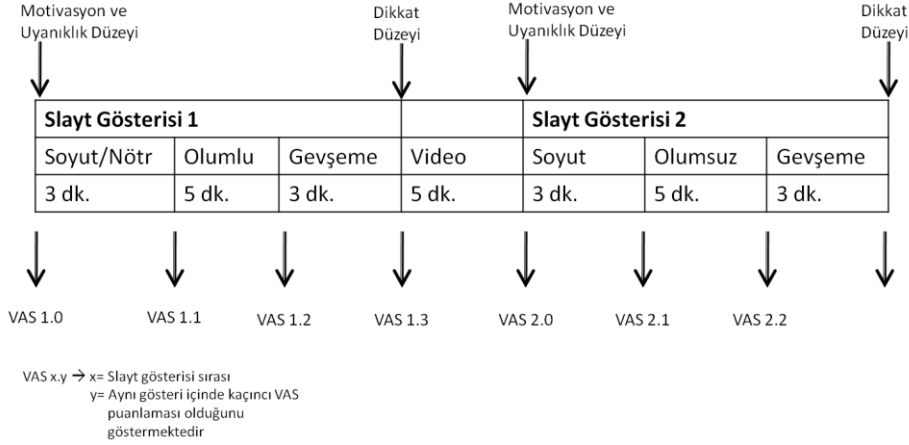 Motivasyon ve
Uyanıklık Düzeyi
Dikkat
Düzeyi
Motivasyon ve
Uyanıklık Düzeyi
Dikkat
Düzeyi
Slayt Gösterisi 1 Slayt Gösterisi 2
Soyut/Nötr Olumlu Gevşeme Video Soyut Olumsuz Gevşeme
3 dk. 5 dk. 3 dk. 5 dk. 3 dk. 5 dk. 3 dk.
VAS 1.0 VAS 1.1 VAS 1.2 VAS 1.3 VAS 2.0 VAS 2.1 VAS 2.2
VAS x.y → x= Slayt gösterisi sırası
y= Aynı gösteri içinde kaçıncı VAS
puanlaması olduğunu
göstermektedir